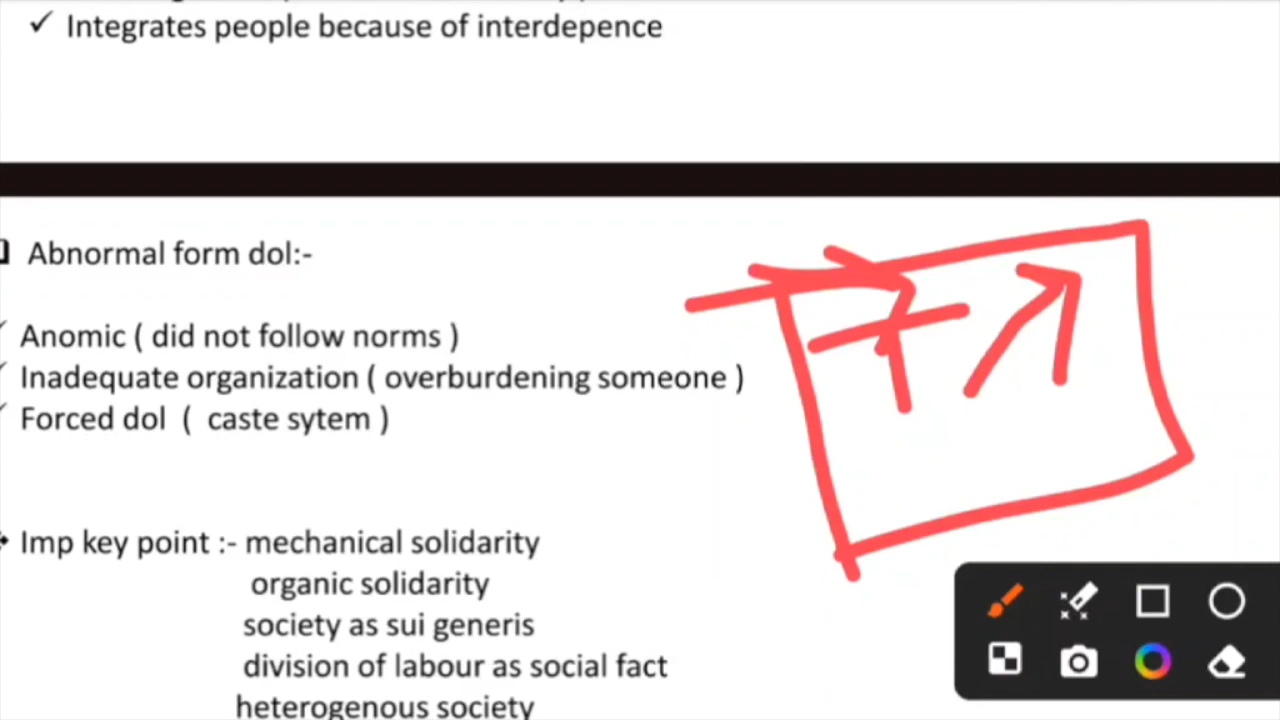 Integrates people because of interdepence
Abnormal form dol:-
Anomic ( did not follow norms )
Inadequate organization ( overburdening someone )
Forced dol ( caste sytem )
Imp key point :- mechanical solidarity
organic solidarity
society as sui generis
division of labour as social fact
heterogenous society